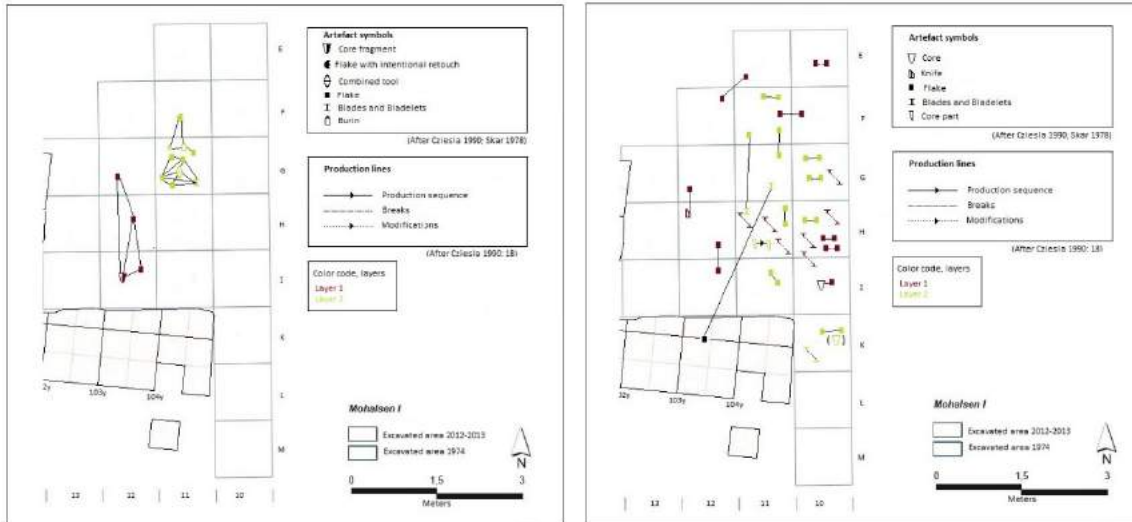 E
Artefact symbols
Core fragment
Flake with intentional retouch
Combined tool
Flake
Blades and Bladelets
Burin
(After Cziesla 1990; Skar 1978)
F
G
Production lines
Production sequence
Breaks
Modifications
(After Cziesla 1990: 18)
H
Color code, layers
Layer 1
Layer 2
I
K
103y
104y
L
Mohalsen I
Excavated area 2012-2013
Excavated area 1974
N
M
0
1,5
3
Meters
13
12
11
10
E
Artefact symbols
Core
Knife
Flake
Blades and Bladelets
Core part
(After Cziesla 1990; Skar 1978)
F
G
Production lines
Production sequence
Breaks
Modifications
(After Cziesla 1990: 18)
H
Color code, layers
Layer 1
Layer 2
I
K
( )
103y
104y
L
Mohalsen I
Excavated area 2012-2013
Excavated area 1974
N
M
0
1,5
3
Meters
13
12
11
10